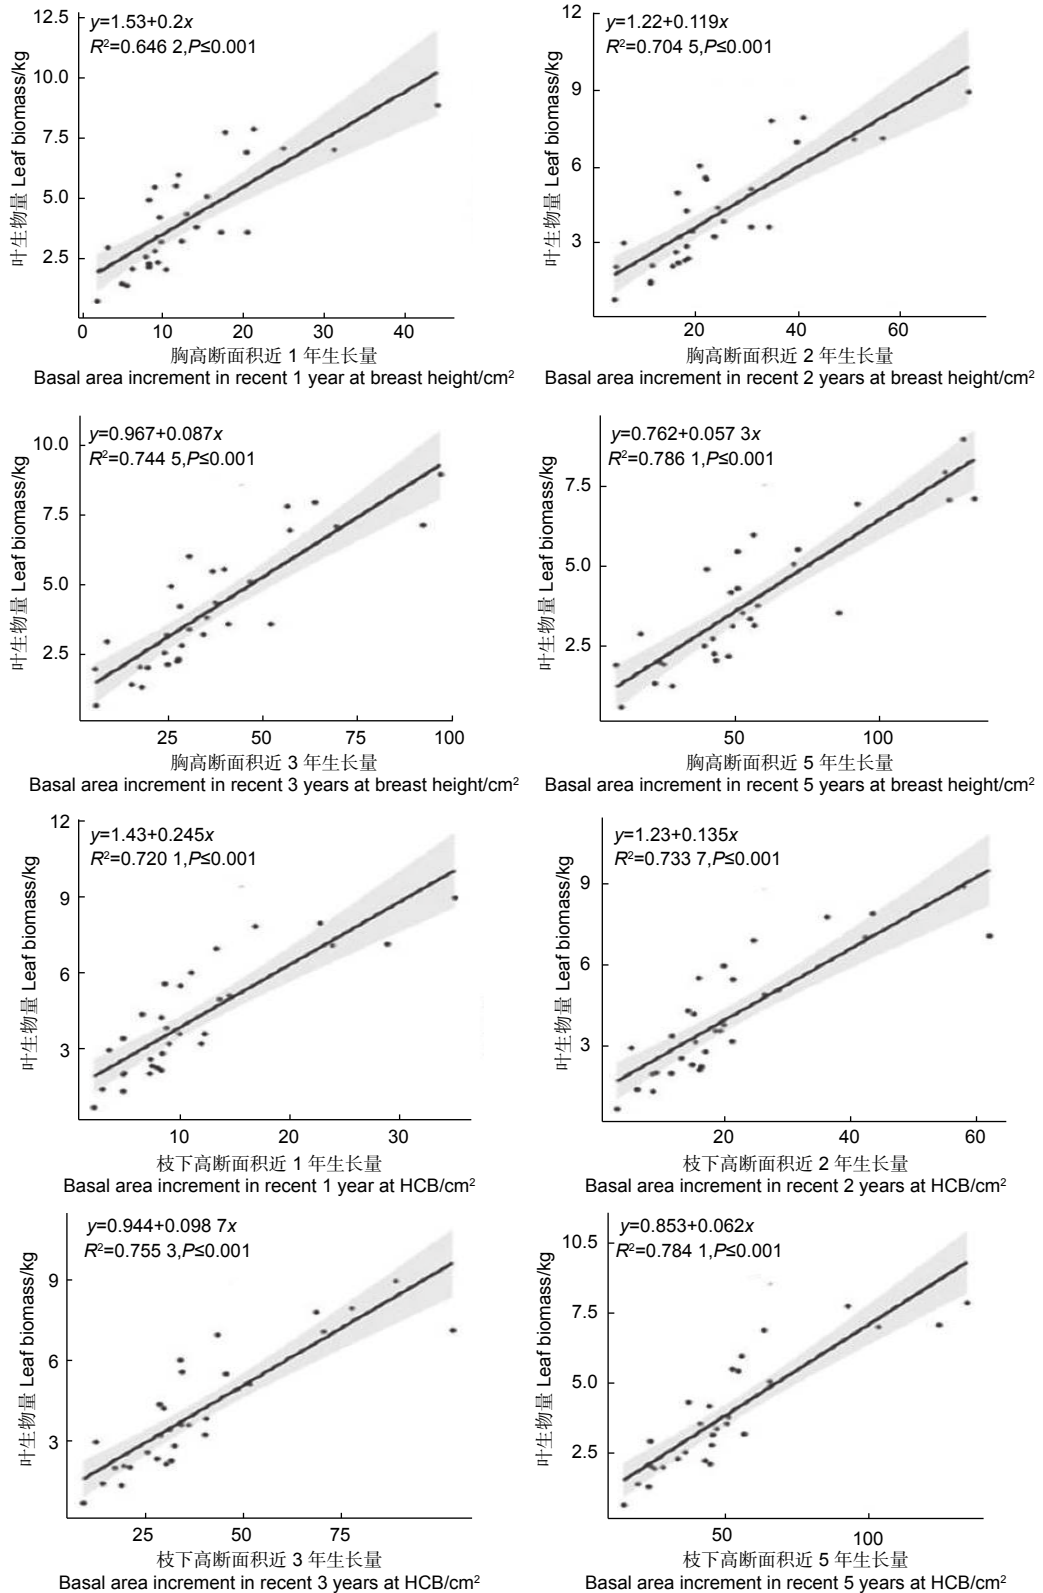 y=1.53+0.2x
R²=0.646 2,P≤0.001
12.5
10.0
7.5
5.0
2.5
叶生物量 Leaf biomass/kg
0 10 20 30 40
胸高断面积近 1 年生长量
Basal area increment in recent 1 year at breast height/cm²
y=1.22+0.119x
R²=0.704 5,P≤0.001
12
9
6
3
叶生物量 Leaf biomass/kg
20 40 60
胸高断面积近 2 年生长量
Basal area increment in recent 2 years at breast height/cm²
y=0.967+0.087x
R²=0.744 5,P≤0.001
10.0
7.5
5.0
2.5
叶生物量 Leaf biomass/kg
25 50 75 100
胸高断面积近 3 年生长量
Basal area increment in recent 3 years at breast height/cm²
y=0.762+0.057 3x
R²=0.786 1,P≤0.001
7.5
5.0
2.5
叶生物量 Leaf biomass/kg
50 100
胸高断面积近 5 年生长量
Basal area increment in recent 5 years at breast height/cm²
y=1.43+0.245x
R²=0.720 1,P≤0.001
12
9
6
3
叶生物量 Leaf biomass/kg
10 20 30
枝下高断面积近 1 年生长量
Basal area increment in recent 1 year at HCB/cm²
y=1.23+0.135x
R²=0.733 7,P≤0.001
9
6
3
叶生物量 Leaf biomass/kg
20 40 60
枝下高断面积近 2 年生长量
Basal area increment in recent 2 years at HCB/cm²
y=0.944+0.098 7x
R²=0.755 3,P≤0.001
9
6
3
叶生物量 Leaf biomass/kg
25 50 75
枝下高断面积近 3 年生长量
Basal area increment in recent 3 years at HCB/cm²
y=0.853+0.062x
R²=0.784 1,P≤0.001
10.5
7.5
5.0
2.5
叶生物量 Leaf biomass/kg
50 100
枝下高断面积近 5 年生长量
Basal area increment in recent 5 years at HCB/cm²